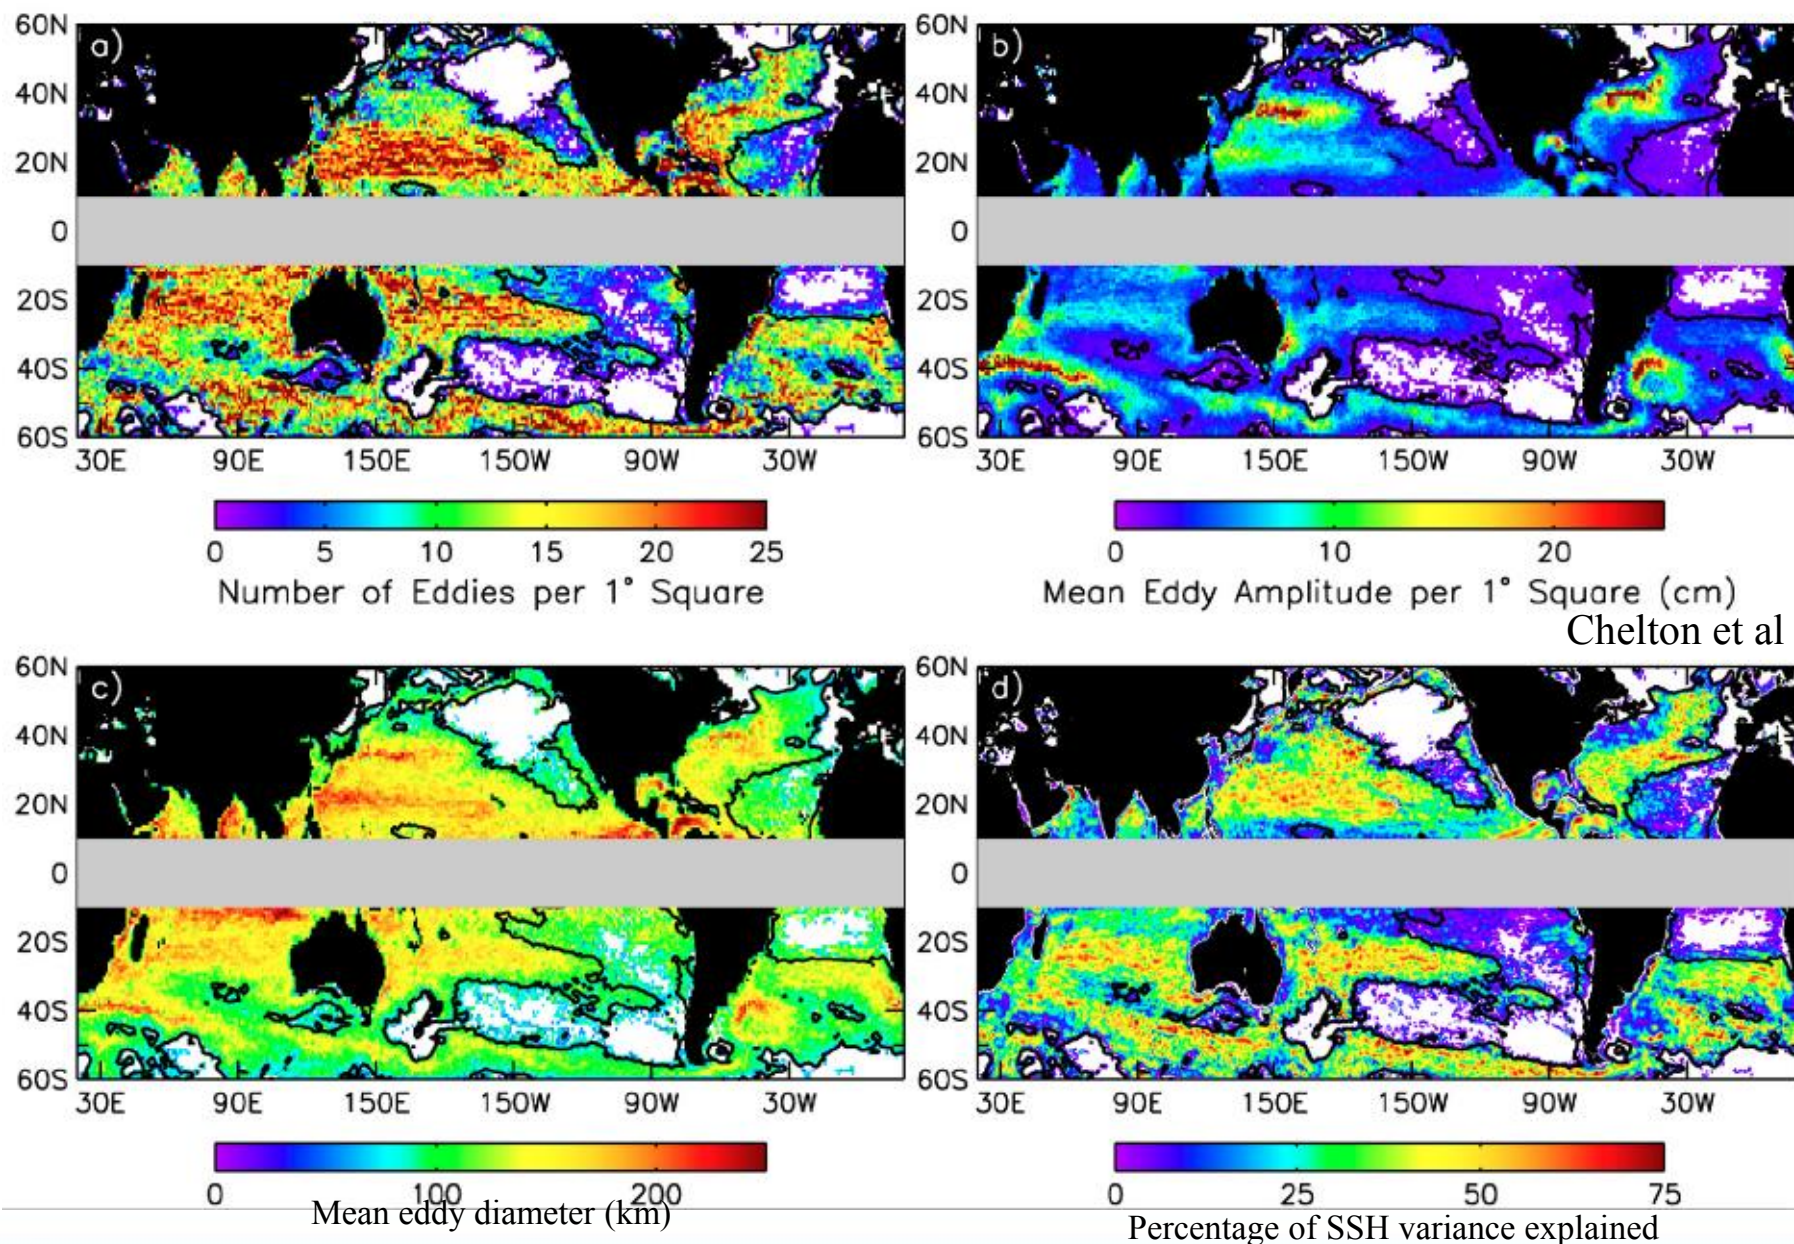 60N
40N
20N
0
20S
40S
60S
a)
30E 90E 150E 150W 90W 30W
0 5 10 15 20 25
Number of Eddies per 1° Square
60N
40N
20N
0
20S
40S
60S
b)
30E 90E 150E 150W 90W 30W
0 10 20
Mean Eddy Amplitude per 1° Square (cm)
Chelton et al
60N
40N
20N
0
20S
40S
60S
c)
30E 90E 150E 150W 90W 30W
0 100 200
Mean eddy diameter (km)
60N
40N
20N
0
20S
40S
60S
d)
30E 90E 150E 150W 90W 30W
0 25 50 75
Percentage of SSH variance explained